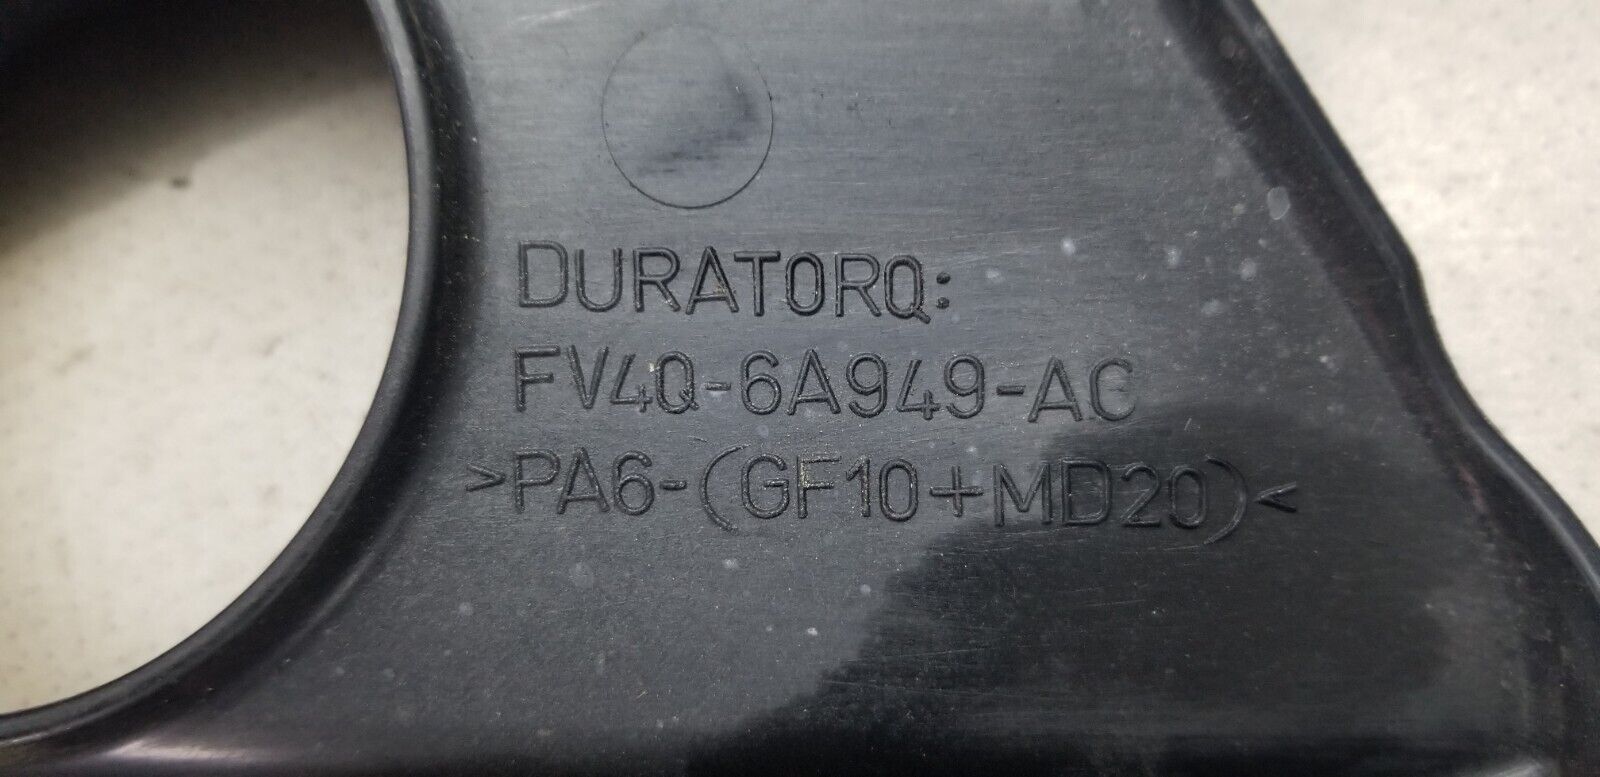 DURATORQ:
FV4Q-6A949-AC
>PA6-(GF10+MD20)<